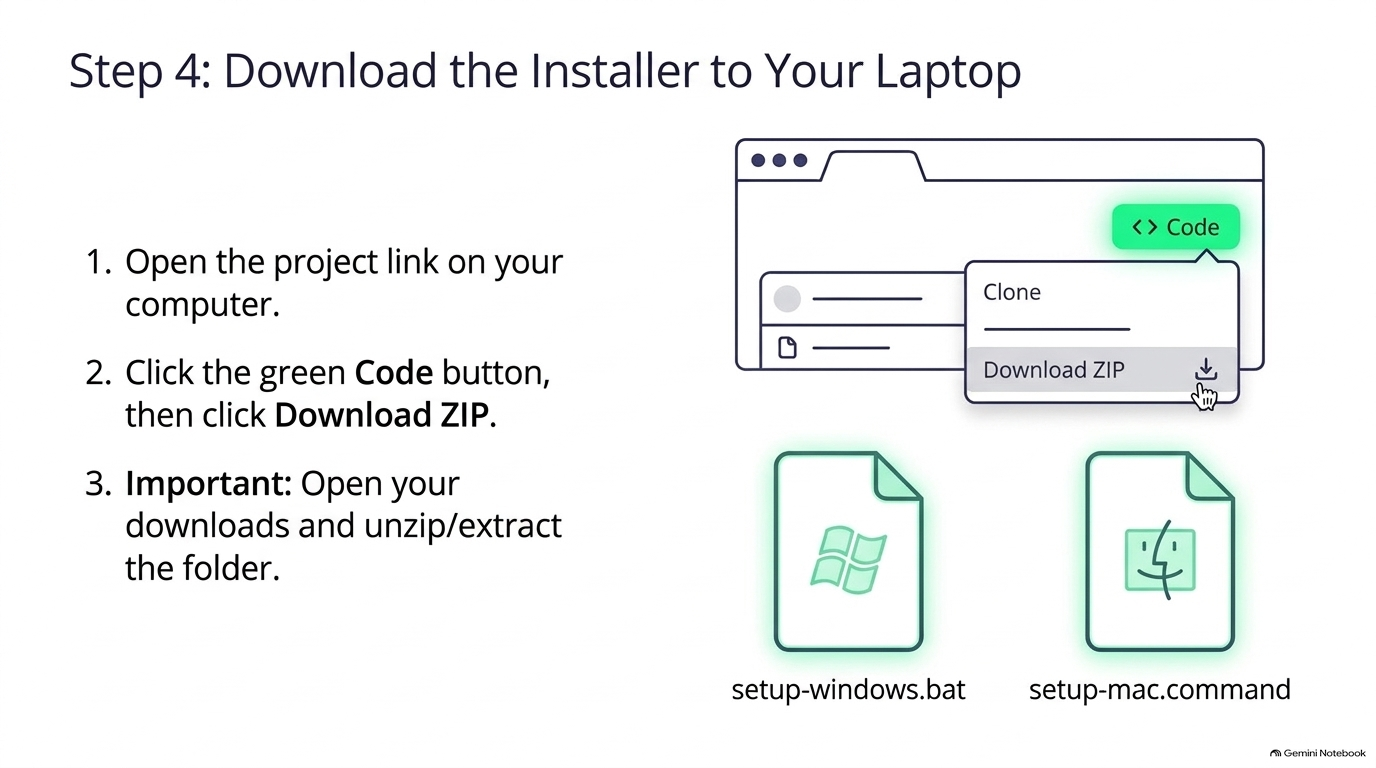 Step 4: Download the Installer to Your Laptop
1. Open the project link on your
computer.
2. Click the green Code button,
then click Download ZIP.
3. Important: Open your
downloads and unzip/extract
the folder.
<> Code
Clone
Download ZIP
setup-windows.bat
setup-mac.command
Gemini Notebook